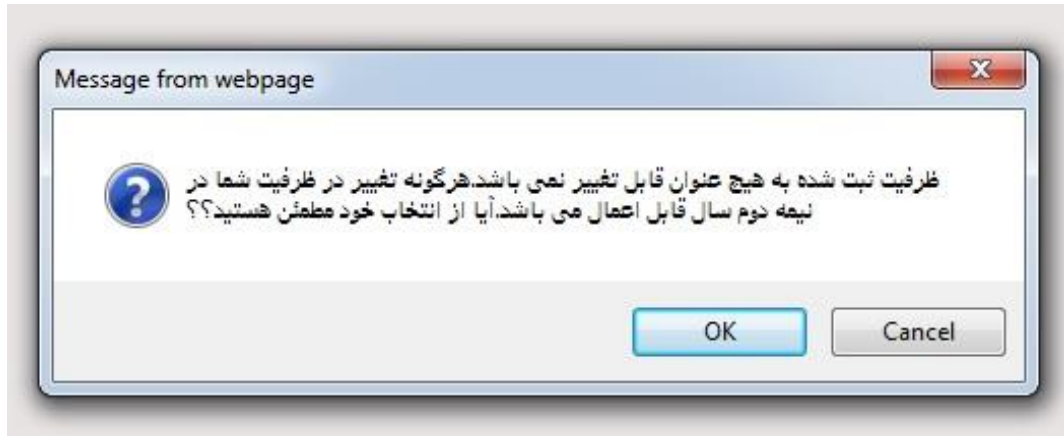 Message from webpage
ظرفیت ثبت شده به هیچ عنوان قابل تغییر نمی باشد.هرگونه تغییر در ظرفیت شما در
نیمه دوم سال قابل اعمال می باشد.آیا از انتخاب خود مطمئن هستید؟؟
OK
Cancel